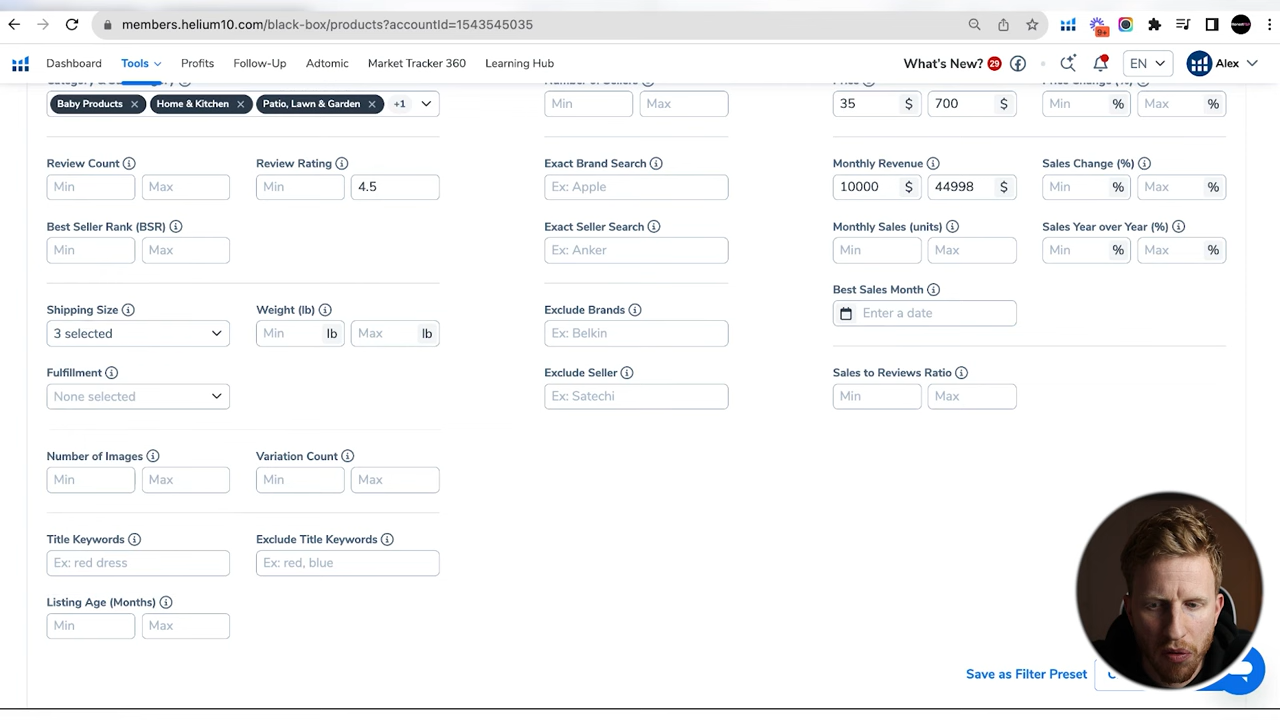 members.helium10.com/black-box/products?accountId=1543545035
9+
Dashboard Tools Profits Follow-Up Adtomic Market Tracker 360 Learning Hub What's New? 29 EN Alex
Baby Products Home & Kitchen Patio, Lawn & Garden +1 Min Max 35 $ 700 $ Min % Max %
Review Count Review Rating Exact Brand Search Monthly Revenue Sales Change (%)
Min Max Min 4.5 Ex: Apple 10000 $ 44998 $ Min % Max %
Best Seller Rank (BSR) Exact Seller Search Monthly Sales (units) Sales Year over Year (%)
Min Max Ex: Anker Min Max Min % Max %
Best Sales Month
Enter a date
Shipping Size Weight (lb) Exclude Brands
3 selected Min lb Max lb Ex: Belkin
Fulfillment Exclude Seller Sales to Reviews Ratio
None selected Ex: Satechi Min Max
Number of Images Variation Count
Min Max Min Max
Title Keywords Exclude Title Keywords
Ex: red dress Ex: red, blue
Listing Age (Months)
Min Max
Save as Filter Preset